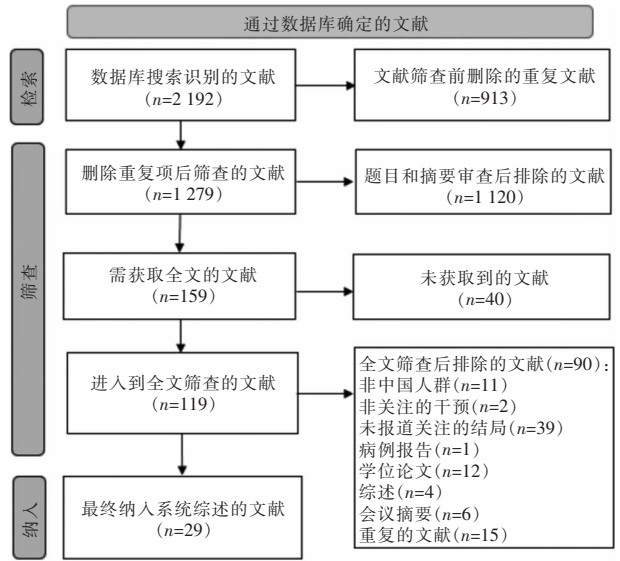 通过数据库确定的文献
检索
数据库搜索识别的文献
(n=2 192)
文献筛查前删除的重复文献
(n=913)
筛查
删除重复项后筛查的文献
(n=1 279)
题目和摘要审查后排除的文献
(n=1 120)
需获取全文的文献
(n=159)
未获取到的文献
(n=40)
进入到全文筛查的文献
(n=119)
全文筛查后排除的文献(n=90)：
非中国人群(n=11)
非关注的干预(n=2)
未报道关注的结局(n=39)
病例报告(n=1)
学位论文(n=12)
综述(n=4)
会议摘要(n=6)
重复的文献(n=15)
纳入
最终纳入系统综述的文献
(n=29)